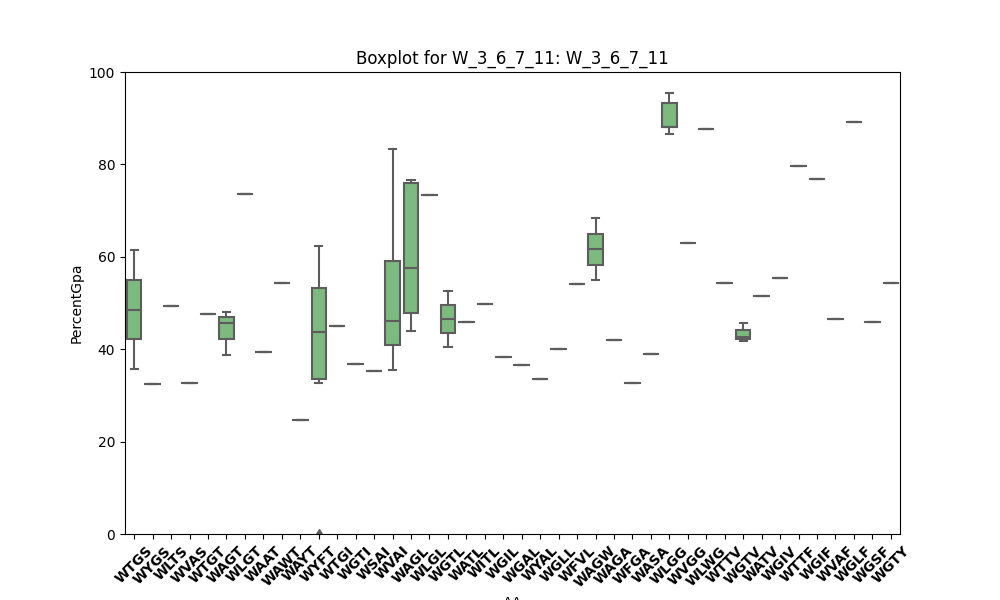 Boxplot for W_3_6_7_11: W_3_6_7_11
100
80
60
40
20
0
PercentGpa
WTGS
WYGS
WLTS
WVAS
WTGT
WAGT
WLGT
WAAT
WAWT
WAYT
WYFT
WTGI
WGTI
WSAI
WVAI
WAGL
WLGL
WGTL
WATL
WITL
WGIL
WGAL
WYAL
WGLL
WFVL
WAGW
WAGA
WFGA
WASA
WLGG
WVGG
WLWG
WTTV
WGTV
WATV
WGIV
WTTF
WGIF
WVAF
WGLF
WGSF
WGTY